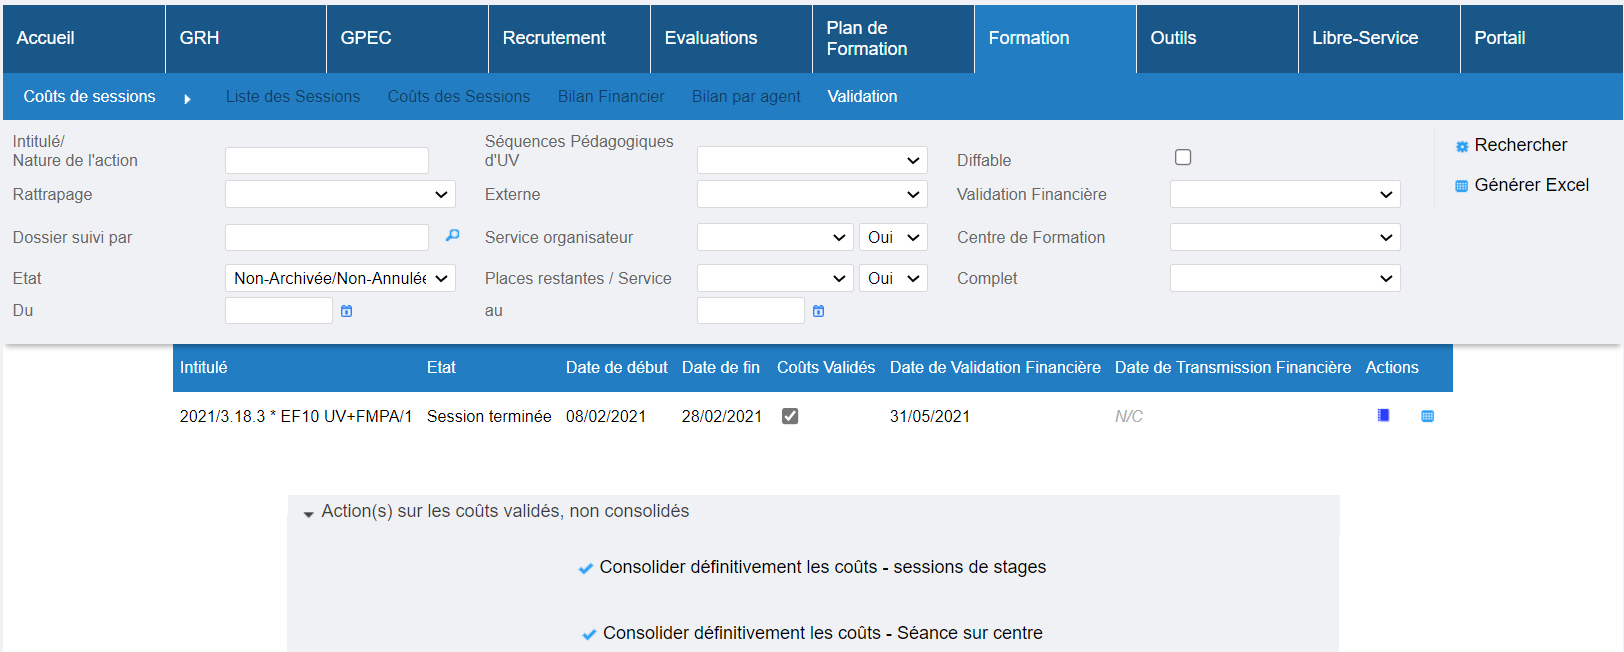 Accueil GRH GPEC Recrutement Evaluations Plan de Formation Formation Outils Libre-Service Portail
Coûts de sessions Liste des Sessions Coûts des Sessions Bilan Financier Bilan par agent Validation
Intitulé/
Nature de l'action
Séquences Pédagogiques
d'UV
Diffable
Rechercher
Rattrapage Externe Validation Financière
Générer Excel
Dossier suivi par Service organisateur Oui Centre de Formation
Etat Non-Archivée/Non-Annulée Places restantes / Service Oui Complet
Du au
Intitulé Etat Date de début Date de fin Coûts Validés Date de Validation Financière Date de Transmission Financière Actions
2021/3.18.3 * EF10 UV+FMPA/1 Session terminée 08/02/2021 28/02/2021 31/05/2021 N/C
Action(s) sur les coûts validés, non consolidés
Consolider définitivement les coûts - sessions de stages
Consolider définitivement les coûts - Séance sur centre